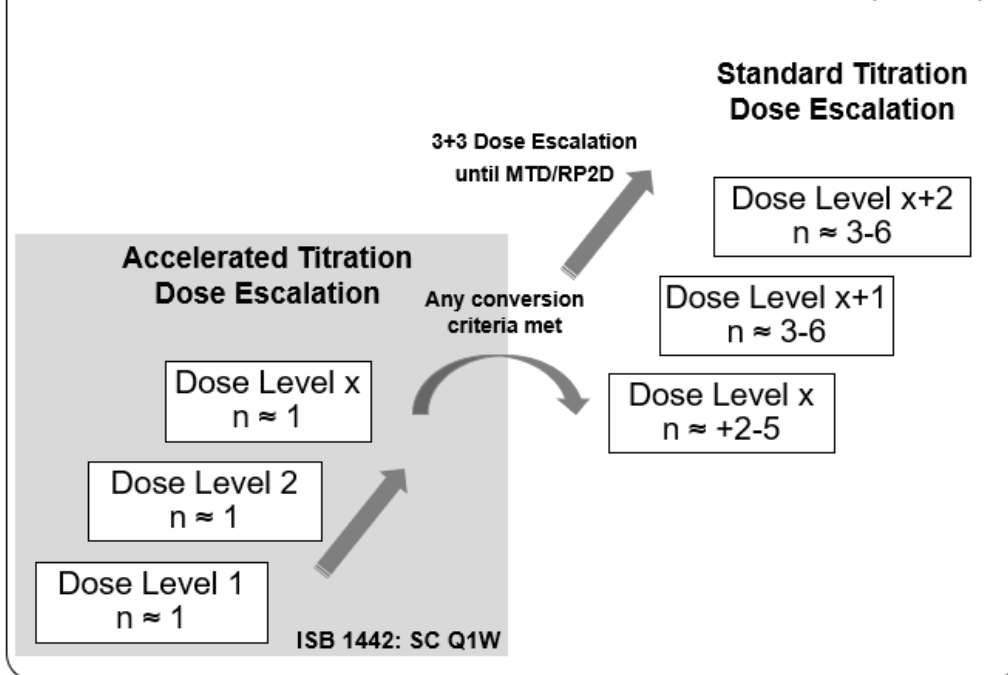 Standard Titration
Dose Escalation
3+3 Dose Escalation
until MTD/RP2D
Dose Level x+2
n ≈ 3-6
Accelerated Titration
Dose Escalation
Any conversion
criteria met
Dose Level x+1
n ≈ 3-6
Dose Level x
n ≈ 1
Dose Level x
n ≈ +2-5
Dose Level 2
n ≈ 1
Dose Level 1
n ≈ 1
ISB 1442: SC Q1W